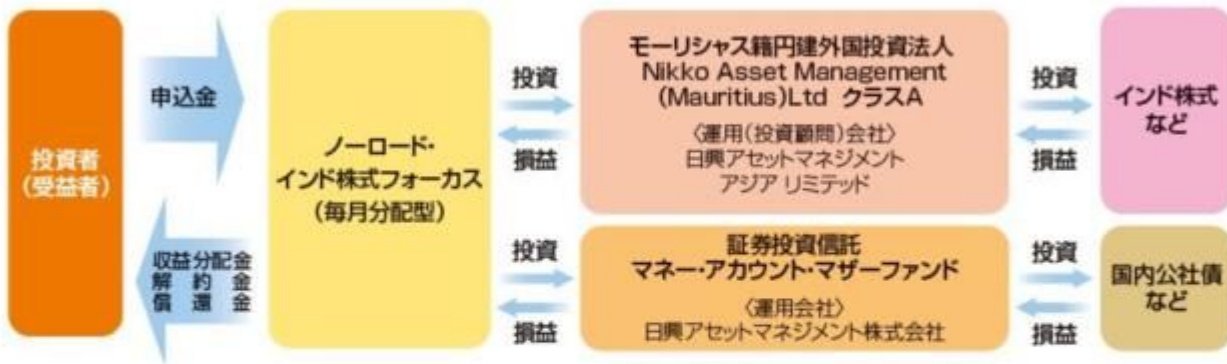 投資者
(受益者)
申込金
収益分配金
解約金
償還金
ノーロード・
インド株式フォーカス
(毎月分配型)
投資
損益
モーリシャス籍円建外国投資法人
Nikko Asset Management
(Mauritius)Ltd クラスA
〈運用(投資顧問)会社〉
日興アセットマネジメント
アジア リミテッド
投資
損益
インド株式
など
投資
損益
証券投資信託
マネー・アカウント・マザーファンド
〈運用会社〉
日興アセットマネジメント株式会社
投資
損益
国内公社債
など